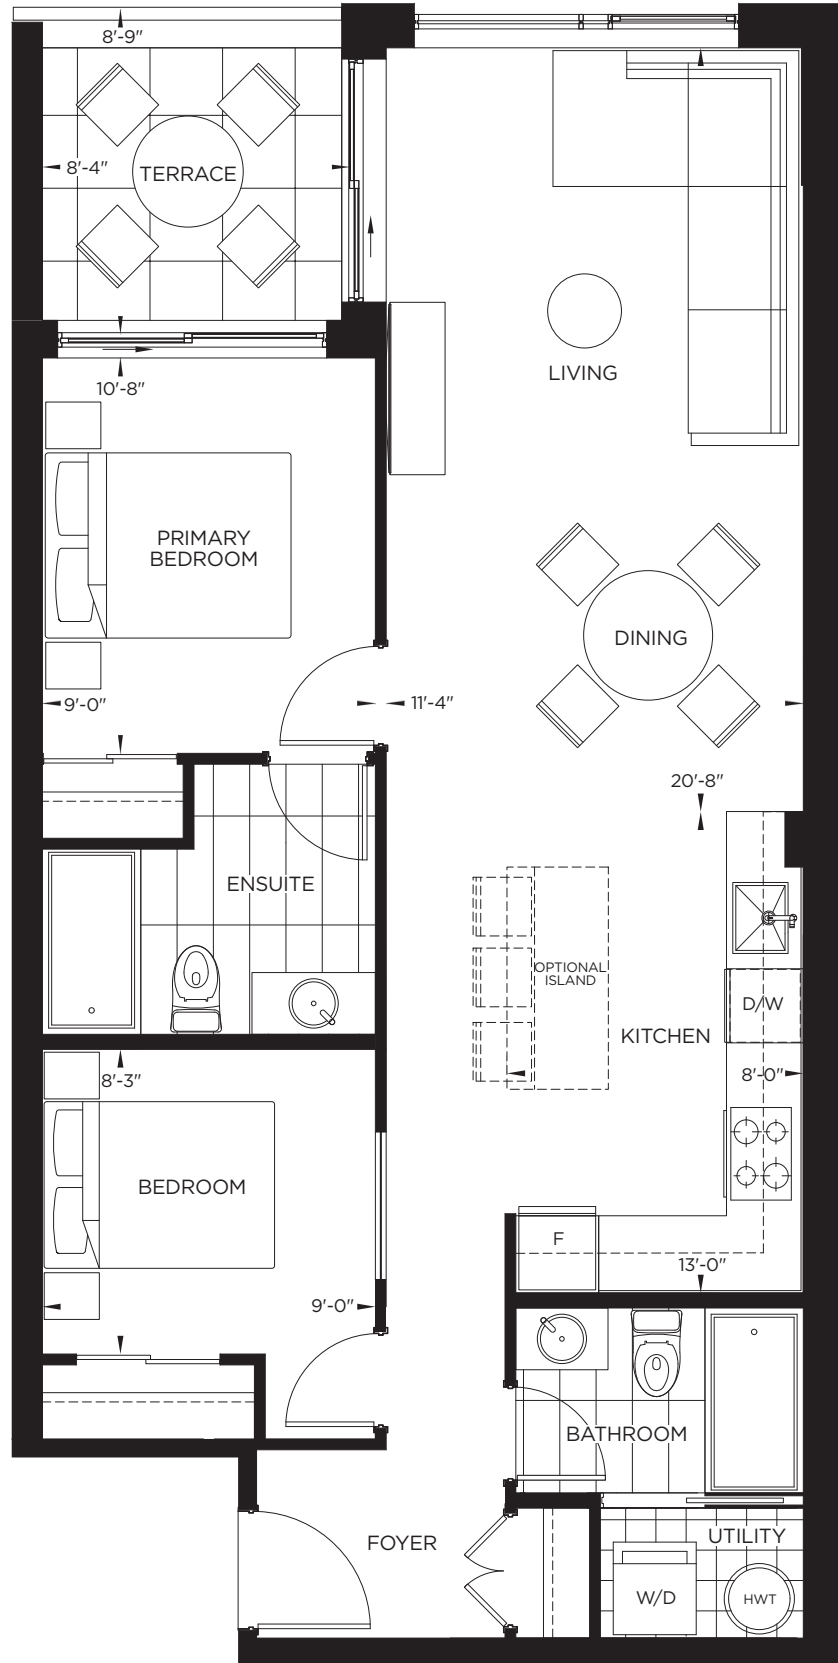 8'-9"
8'-4"
TERRACE
10'-8"
LIVING
PRIMARY
BEDROOM
DINING
9'-0"
11'-4"
20'-8"
ENSUITE
OPTIONAL
ISLAND
D/W
KITCHEN
8'-3"
8'-0"
BEDROOM
F
13'-0"
9'-0"
BATHROOM
FOYER
UTILITY
W/D
HWT